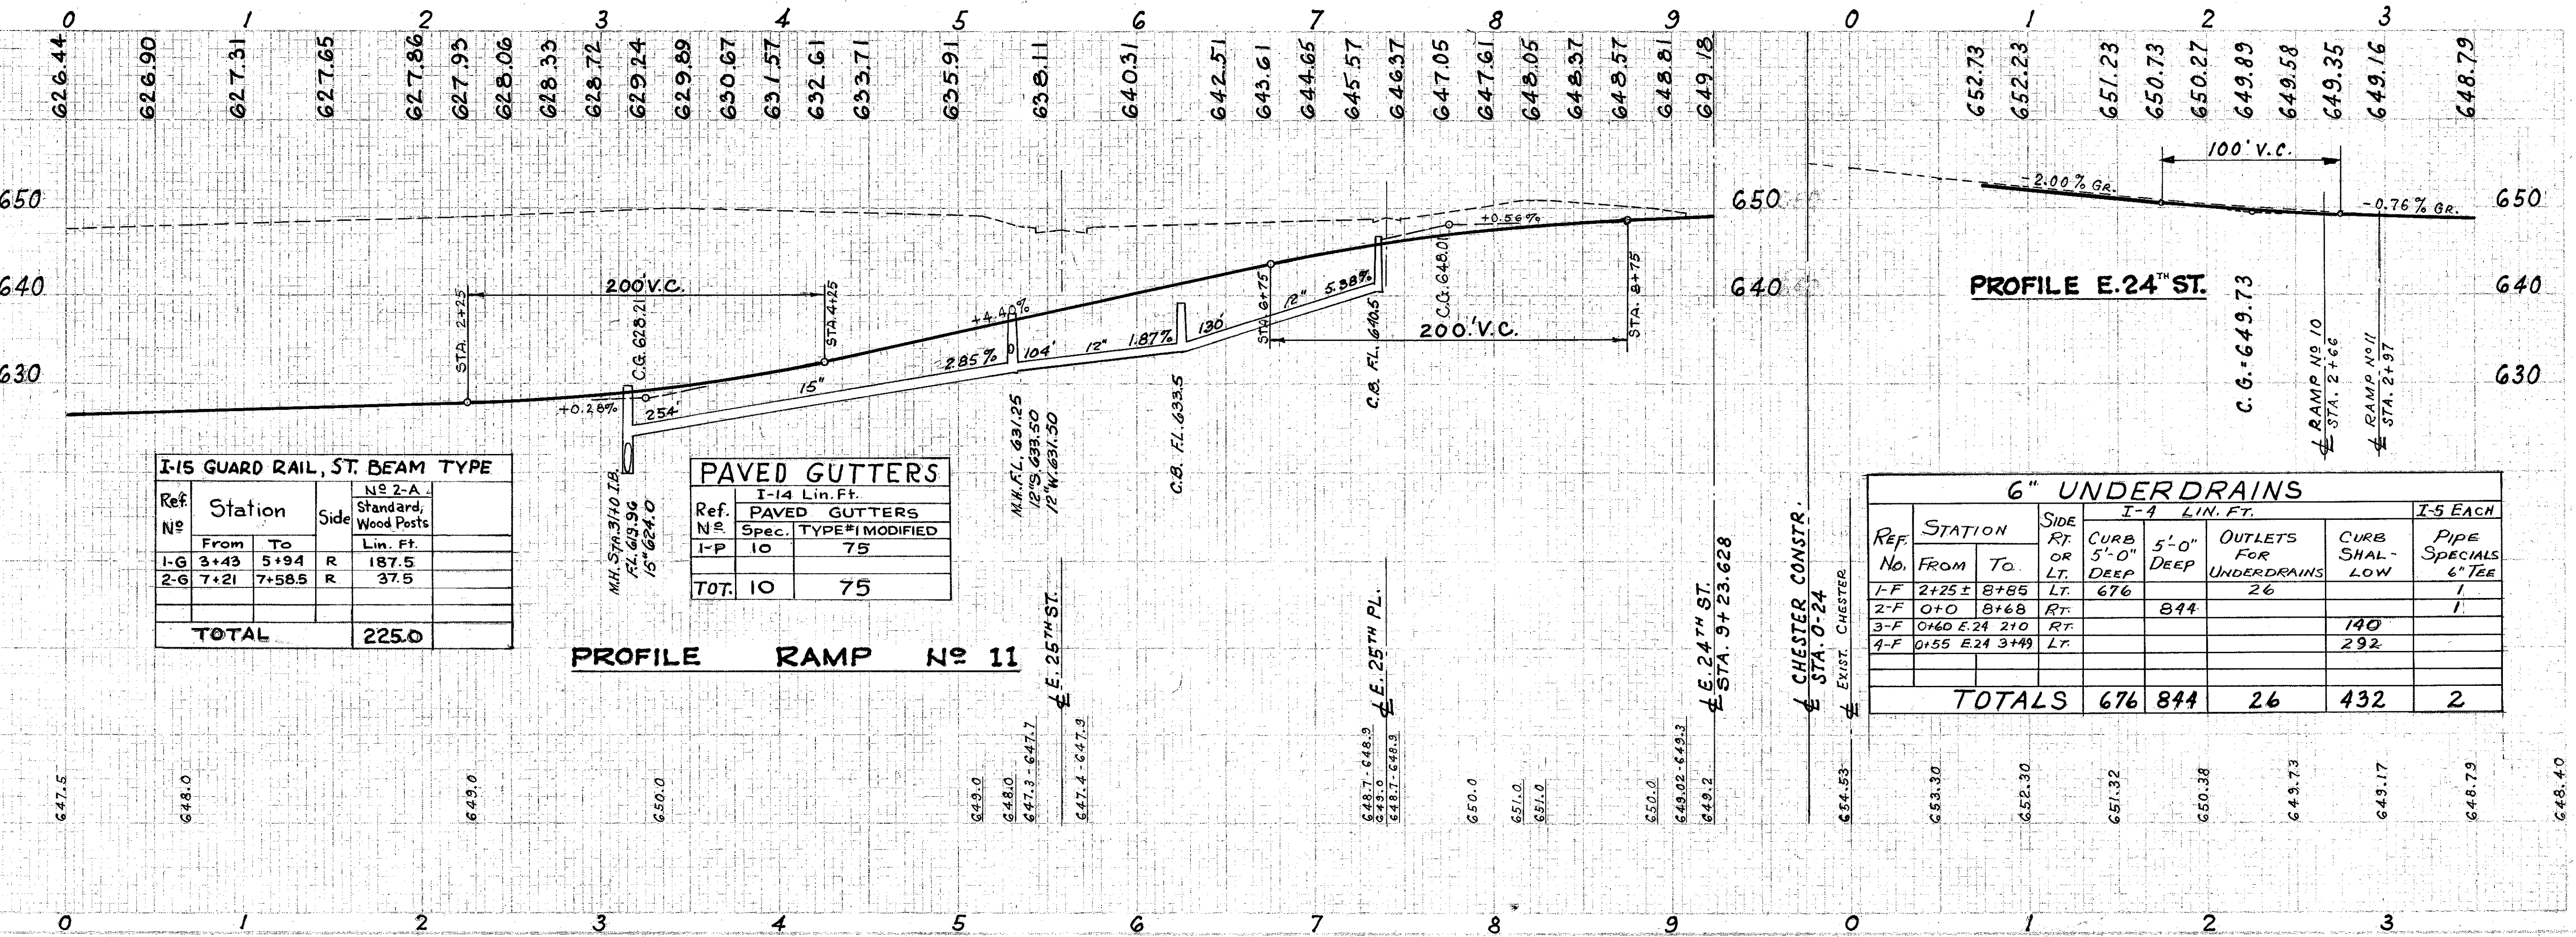 0 1 2 3 4 5 6 7 8 9 0 1 2 3
626.44 626.90 627.31 627.65 627.86 627.93 628.06 628.33 628.72 629.24 629.89 630.67 631.57 632.61 633.71 635.91 638.11 640.31 642.51 643.61 644.65 645.57 646.37 647.05 647.61 648.05 648.37 648.57 648.81 649.18
652.73 652.23 651.23 650.73 650.27 649.89 649.58 649.35 649.16 648.79
650
640
630
STA. 2+25
200' V.C.
C.G. 628.21
STA. 4+25
+0.28%
254'
15"
2.85%
+4.40%
104'
12"
1.87%
130'
STA 6+75
12"
5.38%
C.B. FL. 640.5
C.G. 648.01
+0.56%
200.' V.C.
STA. 8+75
650
640
M.H. STA. 3+40 I.B.
FL. 619.96
15" 624.0
M.H. FL. 631.25
12" S. 633.50
12" W. 631.50
C.B. FL. 633.5
100' V.C.
-2.00% GR.
-0.76% GR.
650
640
630
PROFILE E. 24TH ST.
C.G. = 649.73
℄ RAMP Nº 10
STA. 2+66
℄ RAMP Nº 11
STA. 2+97
I-15 GUARD RAIL, ST. BEAM TYPE
Ref. Nº Station Side Nº 2-A Standard, Wood Posts
From To Lin. Ft.
1-G 3+43 5+94 R 187.5
2-G 7+21 7+58.5 R 37.5
TOTAL 225.0
PAVED GUTTERS
I-14 Lin. Ft.
Ref. Nº PAVED GUTTERS
Spec. TYPE #1 MODIFIED
1-P 10 75
TOT. 10 75
PROFILE RAMP Nº 11
℄ E. 25TH ST.
℄ E. 25TH PL.
℄ E. 24TH ST.
STA. 9+23.628
℄ CHESTER CONSTR.
STA. 0-24
℄ EXIST. CHESTER
6" UNDERDRAINS
REF. No. STATION SIDE RT. OR LT. I-4 LIN. FT. I-5 EACH
FROM TO CURB 5'-0" DEEP 5'-0" DEEP OUTLETS FOR UNDERDRAINS CURB SHAL-LOW PIPE SPECIALS 6" TEE
1-F 2+25± 8+85 LT. 676 26 1
2-F 0+0 8+68 RT. 844 1
3-F 0+60 E.24 2+0 RT. 140
4-F 0+55 E.24 3+49 LT. 292
TOTALS 676 844 26 432 2
647.5 648.0 649.0 650.0 649.0 648.0 647.3 - 647.7 647.4 - 647.9 648.7 - 648.9 649.0 648.7 - 648.9 650.0 651.0 651.0 650.0 649.02 - 649.3 649.2
654.53 653.30 652.30 651.32 650.38 649.73 649.17 648.79 648.40
0 1 2 3 4 5 6 7 8 9 0 1 2 3